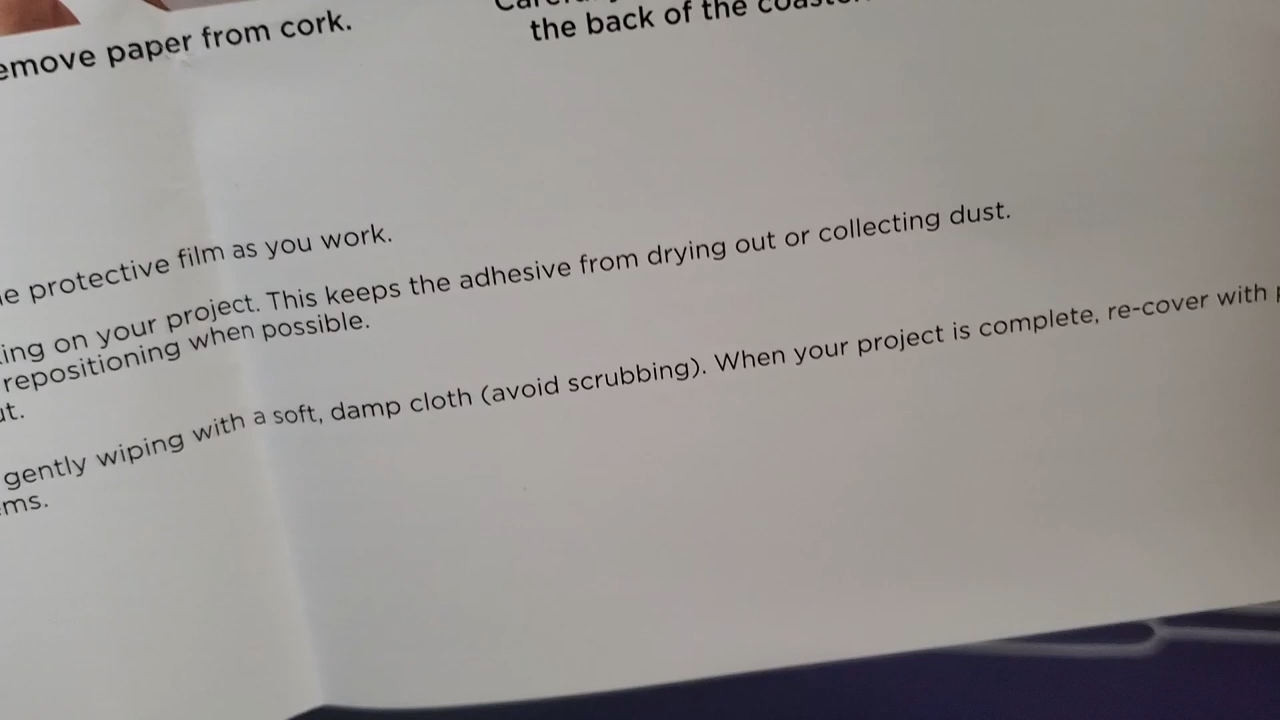 emove paper from cork.
the back of the
e protective film as you work.
ing on your project. This keeps the adhesive from drying out or collecting dust.
repositioning when possible.
ut.
gently wiping with a soft, damp cloth (avoid scrubbing). When your project is complete, re-cover with
ms.